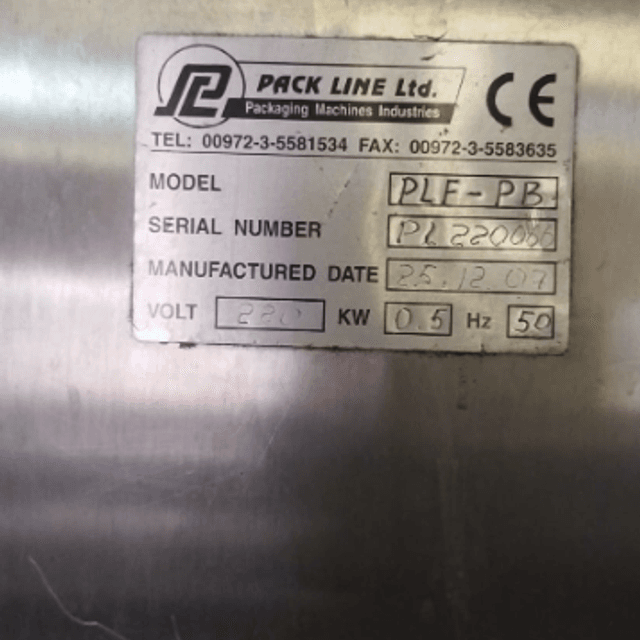 PL PACK LINE Ltd.
Packaging Machines Industries
CE
TEL: 00972-3-5581534 FAX: 00972-3-5583635
MODEL PLF-PB
SERIAL NUMBER
MANUFACTURED DATE 25.12.07
VOLT 220 KW 0.5 Hz 50